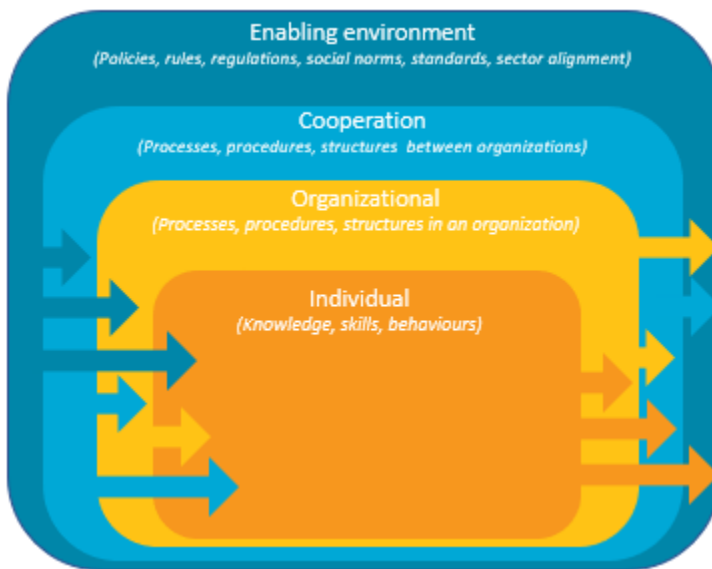 Enabling environment
(Policies, rules, regulations, social norms, standards, sector alignment)
Cooperation
(Processes, procedures, structures between organizations)
Organizational
(Processes, procedures, structures in an organization)
Individual
(Knowledge, skills, behaviours)